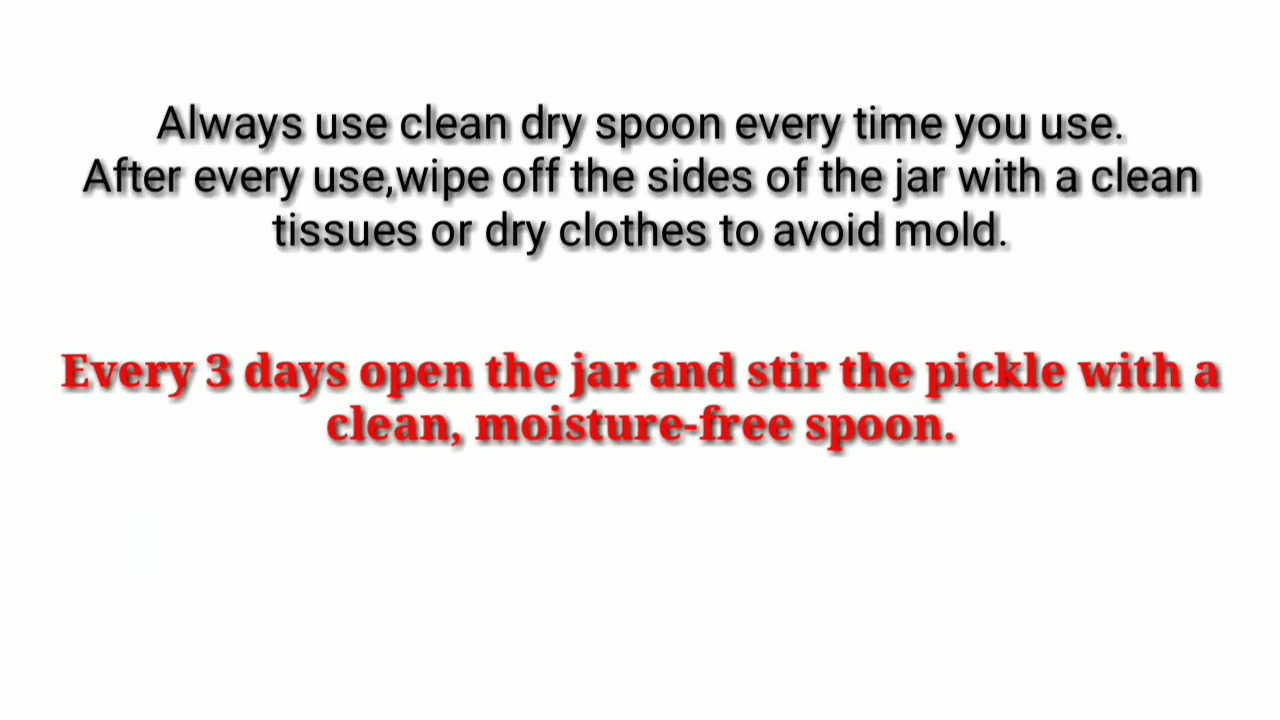 Always use clean dry spoon every time you use.
After every use,wipe off the sides of the jar with a clean
tissues or dry clothes to avoid mold.
Every 3 days open the jar and stir the pickle with a
clean, moisture-free spoon.